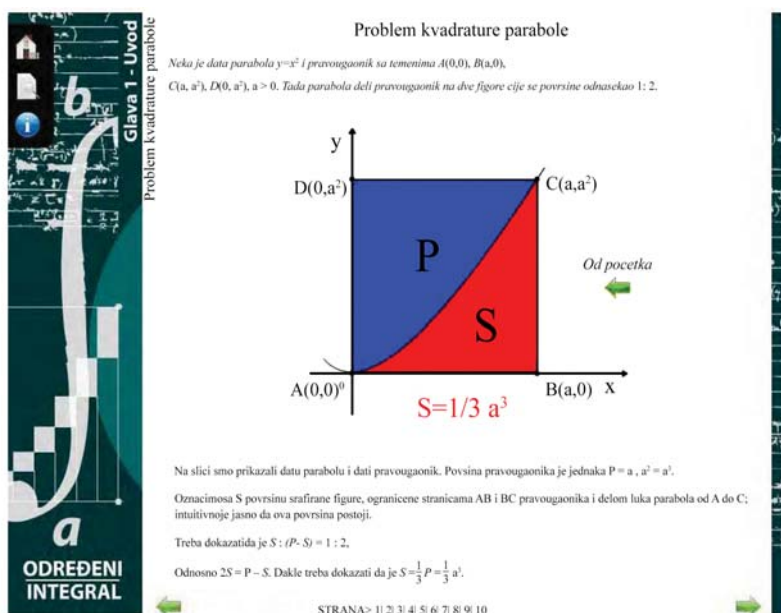 Problem kvadrature parabole
Neka je data parabola y=x² i pravougaonik sa temenima A(0,0), B(a,0),
C(a, a²), D(0, a²), a > 0. Tada parabola deli pravougaonik na dve figore cije se povrsine odnasekao 1: 2.
Glava 1 - Uvod
Problem kvadrature parabole
b
a
ODREĐENI
INTEGRAL
y
D(0,a²)
C(a,a²)
P
S
Od pocetka
A(0,0)⁰
B(a,0)
x
S=1/3 a³
Na slici smo prikazali datu parabolu i dati pravougaonik. Povsina pravougaonika je jednaka P = a , a² = a³.
Oznacimosa S povrsinu srafirane figure, ogranicene stranicama AB i BC pravougaonika i delom luka parabola od A do C;
intuitivnoje jasno da ova povrsina postoji.
Treba dokazatida je S : (P- S) = 1 : 2,
Odnosno 2S = P – S. Dakle treba dokazati da je S = 1/3 P = 1/3 a³.
STRANA> 1| 2| 3| 4| 5| 6| 7| 8| 9| 10